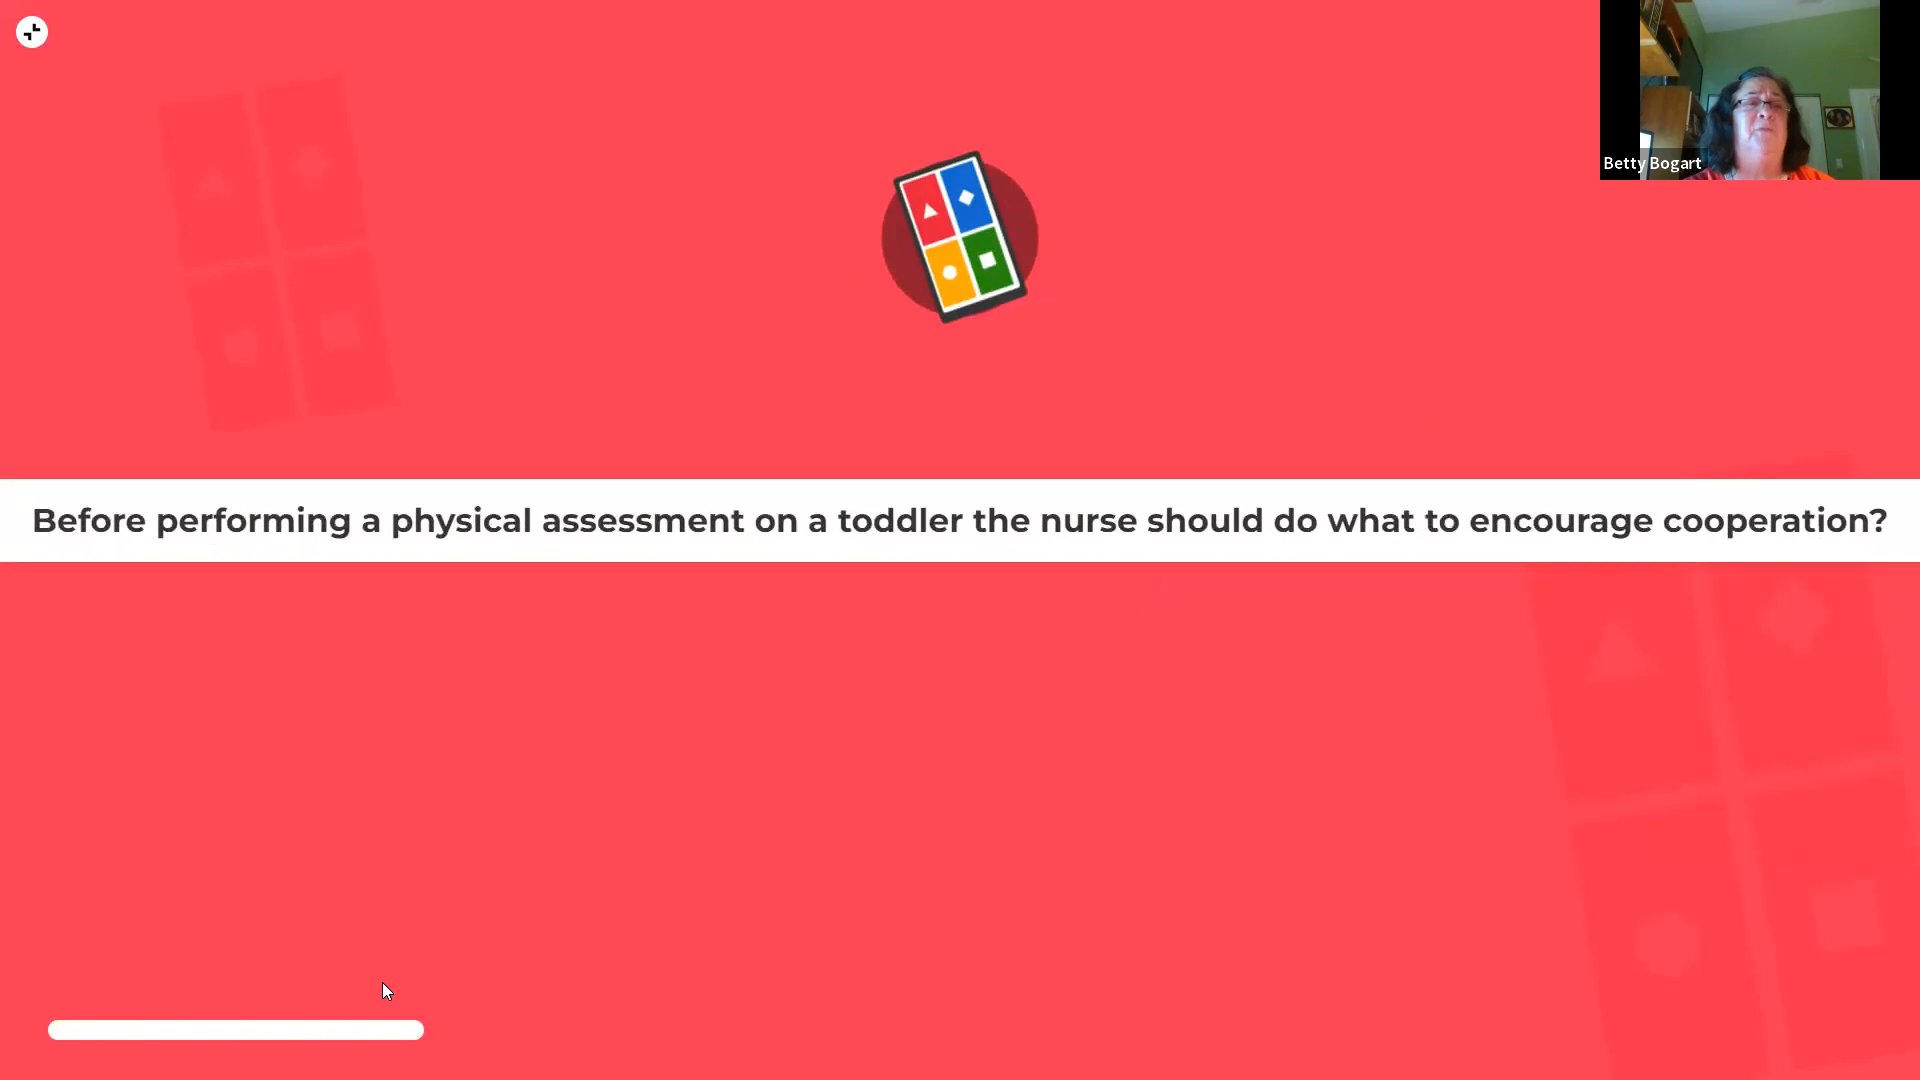 Betty Bogart
Before performing a physical assessment on a toddler the nurse should do what to encourage cooperation?